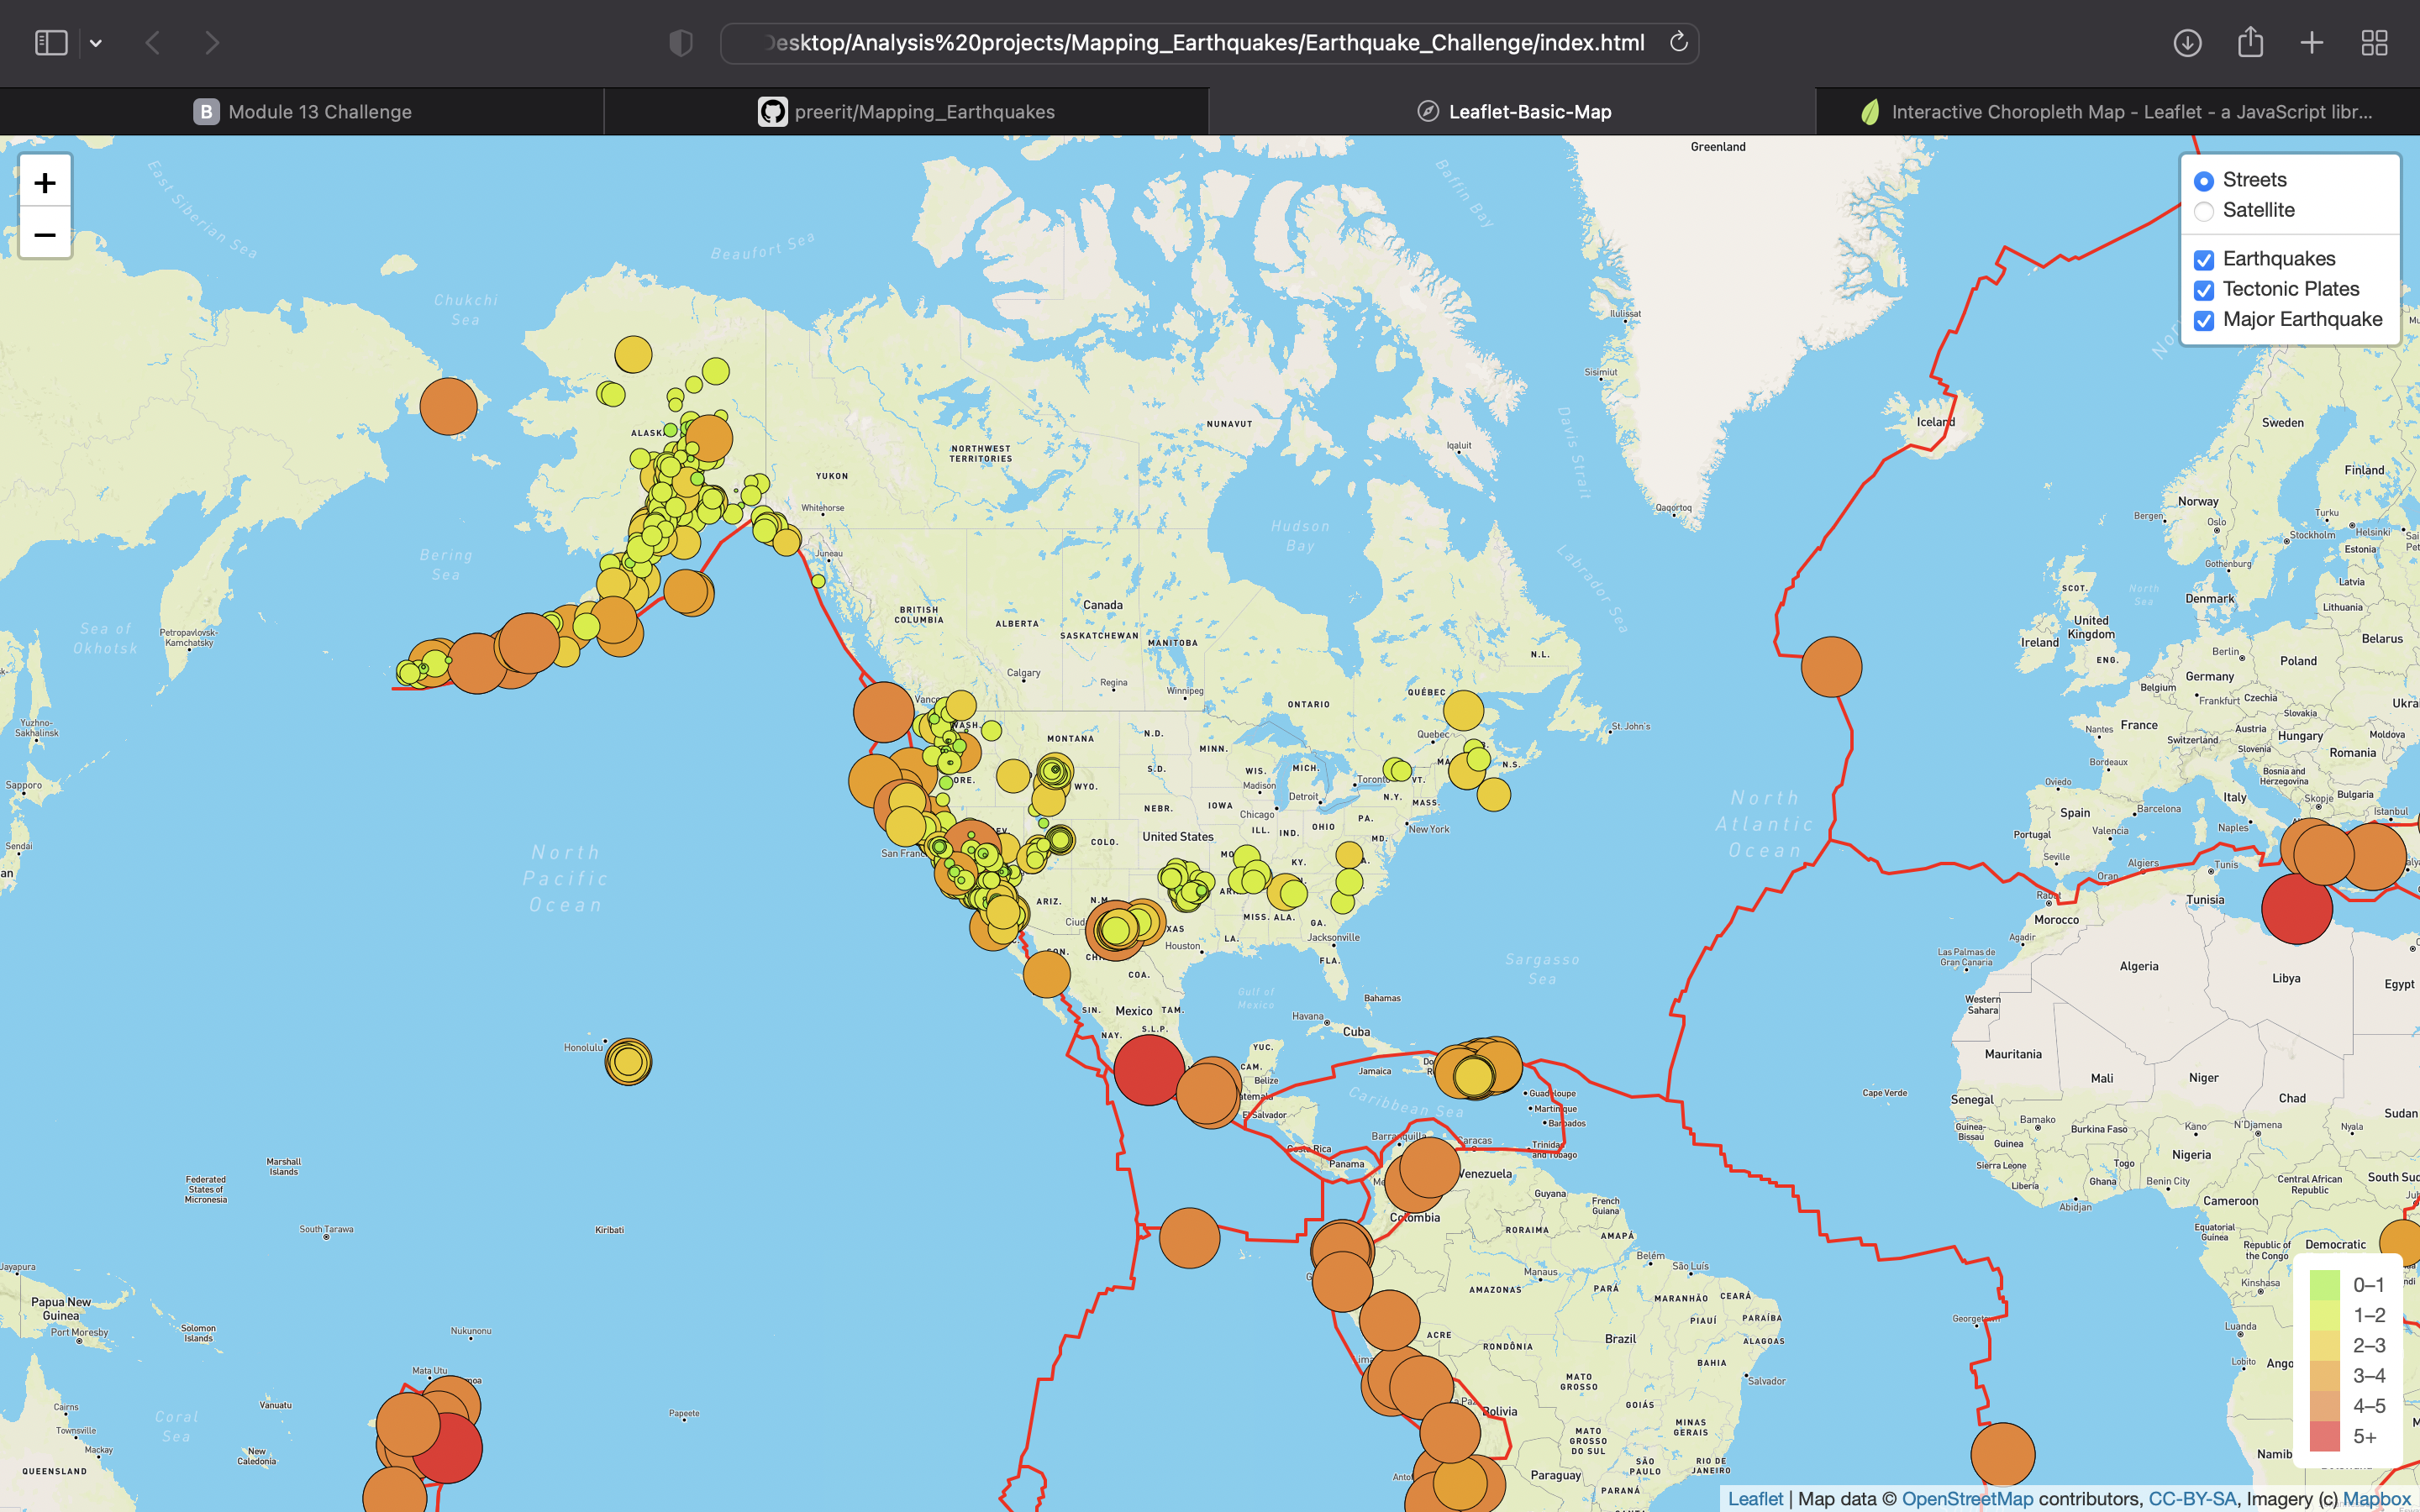 esktop/Analysis%20projects/Mapping_Earthquakes/Earthquake_Challenge/index.html
B Module 13 Challenge
preerit/Mapping_Earthquakes
Leaflet-Basic-Map
Interactive Choropleth Map - Leaflet - a JavaScript libr...
+
−
Streets
Satellite
Earthquakes
Tectonic Plates
Major Earthquake
Greenland
East Siberian Sea
Beaufort Sea
Baffin Bay
Chukchi
Sea
Ilulissat
Sisimiut
Davis Strait
Iqaluit
NUNAVUT
Iceland
Sweden
Finland
Norway
NORTHWEST
TERRITORIES
YUKON
Whitehorse
Juneau
Qaqortoq
Bergen
Oslo
Turku
Helsinki
Stockholm
Estonia
Gothenburg
Latvia
Hudson
Bay
Labrador Sea
Bering
Sea
Sea of
Okhotsk
Petropavlovsk-
Kamchatsky
BRITISH
COLUMBIA
ALBERTA
Canada
SASKATCHEWAN
MANITOBA
N.L.
SCOT.
North
Sea
Denmark
Lithuania
United
Kingdom
Ireland
ENG.
Belarus
Berlin
Poland
Germany
Belgium
Frankfurt
Czechia
Calgary
Regina
Winnipeg
ONTARIO
QUÉBEC
Quebec
St. John's
Yuzhno-
Sakhalinsk
Sapporo
Sendai
MONTANA
N.D.
MINN.
S.D.
WIS.
MICH.
Madison
Toronto
VT.
N.S.
WYO.
ORE.
NEBR.
IOWA
Chicago
Detroit
N.Y.
MASS.
PA.
New York
OHIO
ILL.
IND.
MD.
United States
COLO.
KY.
San Franc
ARIZ.
MISS.
ALA.
GA.
Jacksonville
LA.
Houston
FLA.
COA.
North
Pacific
Ocean
North
Atlantic
Ocean
Sargasso
Sea
Gulf of
Mexico
Nantes
France
Austria
Slovakia
Hungary
Moldova
Switzerland
Slovenia
Romania
Bordeaux
Bosnia and
Herzegovina
Oviedo
Italy
Skopje
Bulgaria
Istanbul
Spain
Barcelona
Portugal
Valencia
Naples
Seville
Algiers
Tunis
Oran
Rabat
Morocco
Tunisia
Agadir
Las Palmas de
Gran Canaria
Algeria
Libya
Egypt
Western
Sahara
Mauritania
Mali
Niger
Chad
Sudan
Bahamas
Havana
Cuba
SIN.
Mexico
TAM.
S.L.P.
NAY.
YUC.
CAM.
Belize
El Salvador
Jamaica
Caribbean Sea
Guadeloupe
Martinique
Barbados
Trinidad
and Tobago
Honolulu
Cape Verde
Senegal
Guinea-
Bissau
Bamako
Burkina Faso
Kano
N'Djamena
Nyala
Guinea
Sierra Leone
Liberia
Togo
Ghana
Benin City
Nigeria
Abidjan
Cameroon
Central African
Republic
South Sud
Costa Rica
Panama
Barranquilla
Caracas
Venezuela
Guyana
French
Guiana
Colombia
RORAIMA
AMAPÁ
Belém
São Luís
Manaus
AMAZONAS
PARÁ
MARANHÃO
CEARÁ
PARAÍBA
PIAUÍ
ALAGOAS
ACRE
RONDÔNIA
Brazil
BAHIA
Salvador
MATO
GROSSO
GOIÁS
MINAS
GERAIS
Bolivia
MATO
GROSSO
DO SUL
SÃO
PAULO
RIO DE
JANEIRO
Paraguay
PARANÁ
Marshall
Islands
Federated
States of
Micronesia
South Tarawa
Kiribati
Jayapura
Papua New
Guinea
Port Moresby
Solomon
Islands
Nukunonu
Mata Utu
Cairns
Townsville
Mackay
Vanuatu
Coral
Sea
New
Caledonia
Papeete
QUEENSLAND
Equatorial
Guinea
Republic of
the Congo
Democratic
Kinshasa
Georgetown
Luanda
Lobito
0–1
1–2
2–3
3–4
4–5
5+
Leaflet | Map data © OpenStreetMap contributors, CC-BY-SA, Imagery (c) Mapbox